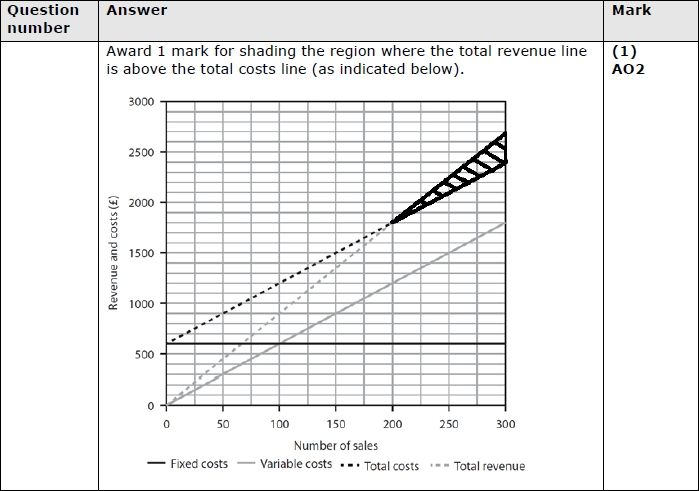 Question number
Answer
Mark
Award 1 mark for shading the region where the total revenue line
is above the total costs line (as indicated below).
(1)
AO2
3000
2500
2000
1500
1000
500
0
Revenue and costs (£)
0 50 100 150 200 250 300
Number of sales
Fixed costs Variable costs Total costs Total revenue